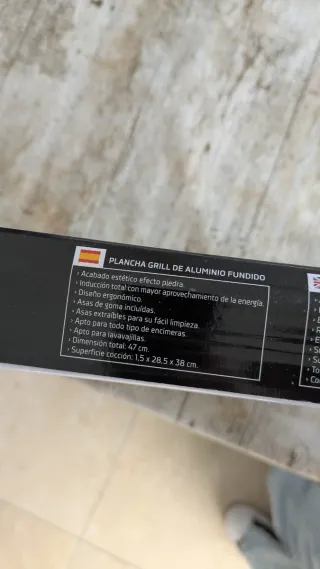 PLANCHA GRILL DE ALUMINIO FUNDIDO
› Acabado estético efecto piedra.
› Inducción total con mayor aprovechamiento de la energía.
› Diseño ergonómico.
› Asas de goma incluidas.
› Asas extraíbles para su fácil limpieza.
› Apto para todo tipo de encimeras.
› Apto para lavavajillas.
› Dimensión total: 47 cm.
› Superficie cocción: 1,5 x 28,5 x 38 cm.